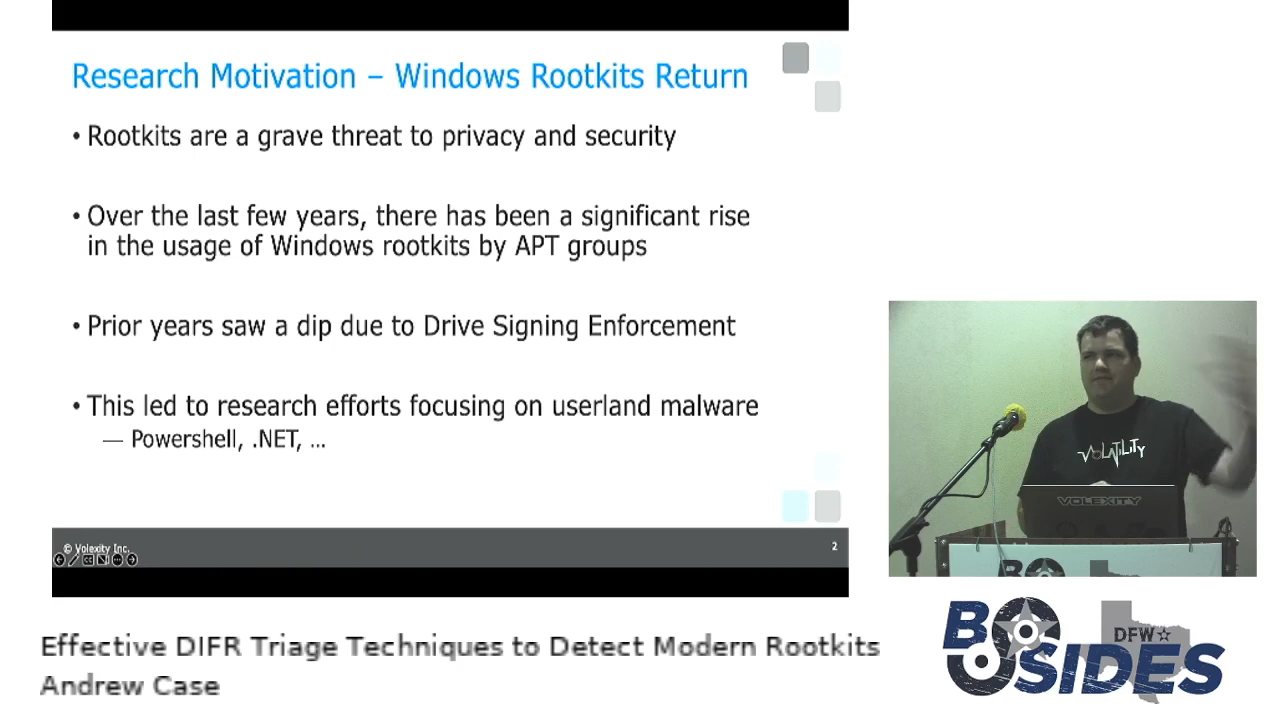 Research Motivation – Windows Rootkits Return
• Rootkits are a grave threat to privacy and security
• Over the last few years, there has been a significant rise
in the usage of Windows rootkits by APT groups
• Prior years saw a dip due to Drive Signing Enforcement
• This led to research efforts focusing on userland malware
— Powershell, .NET, ...
© Volexity Inc.
2
VOLATILITY
VOLEXITY
Effective DIFR Triage Techniques to Detect Modern Rootkits
Andrew Case
BSIDES
DFW